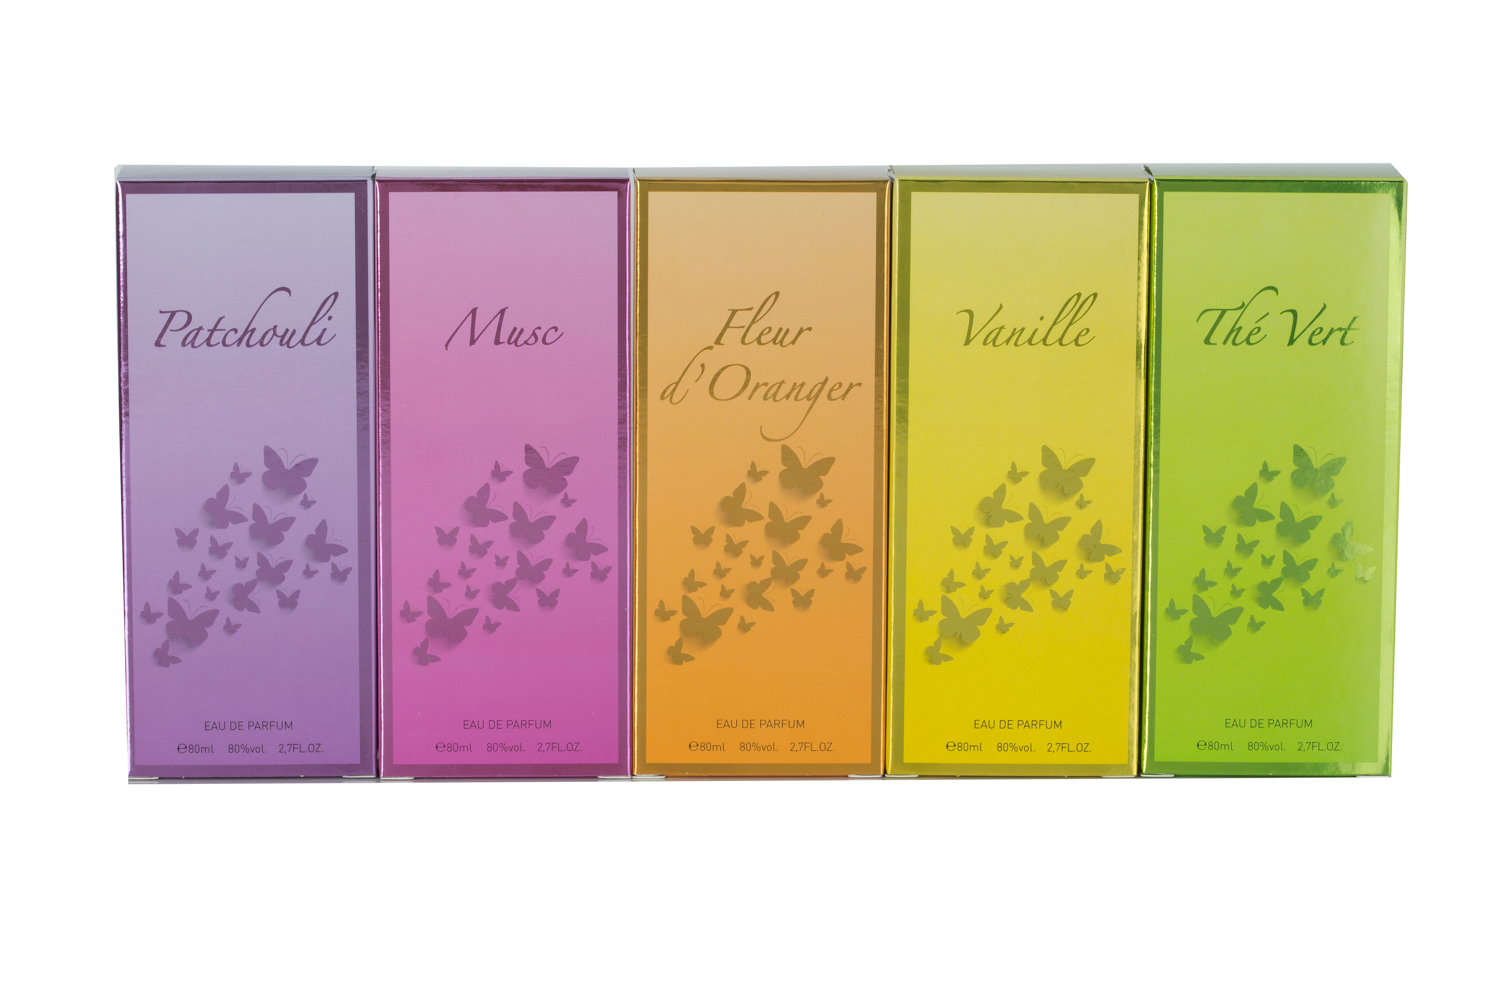 Patchouli
EAU DE PARFUM
℮80ml 80%vol. 2,7FL.OZ.
Musc
EAU DE PARFUM
℮80ml 80%vol. 2,7FL.OZ.
Fleur
d'Oranger
EAU DE PARFUM
℮80ml 80%vol. 2,7FL.OZ.
Vanille
EAU DE PARFUM
℮80ml 80%vol. 2,7FL.OZ.
Thé Vert
EAU DE PARFUM
℮80ml 80%vol. 2,7FL.OZ.